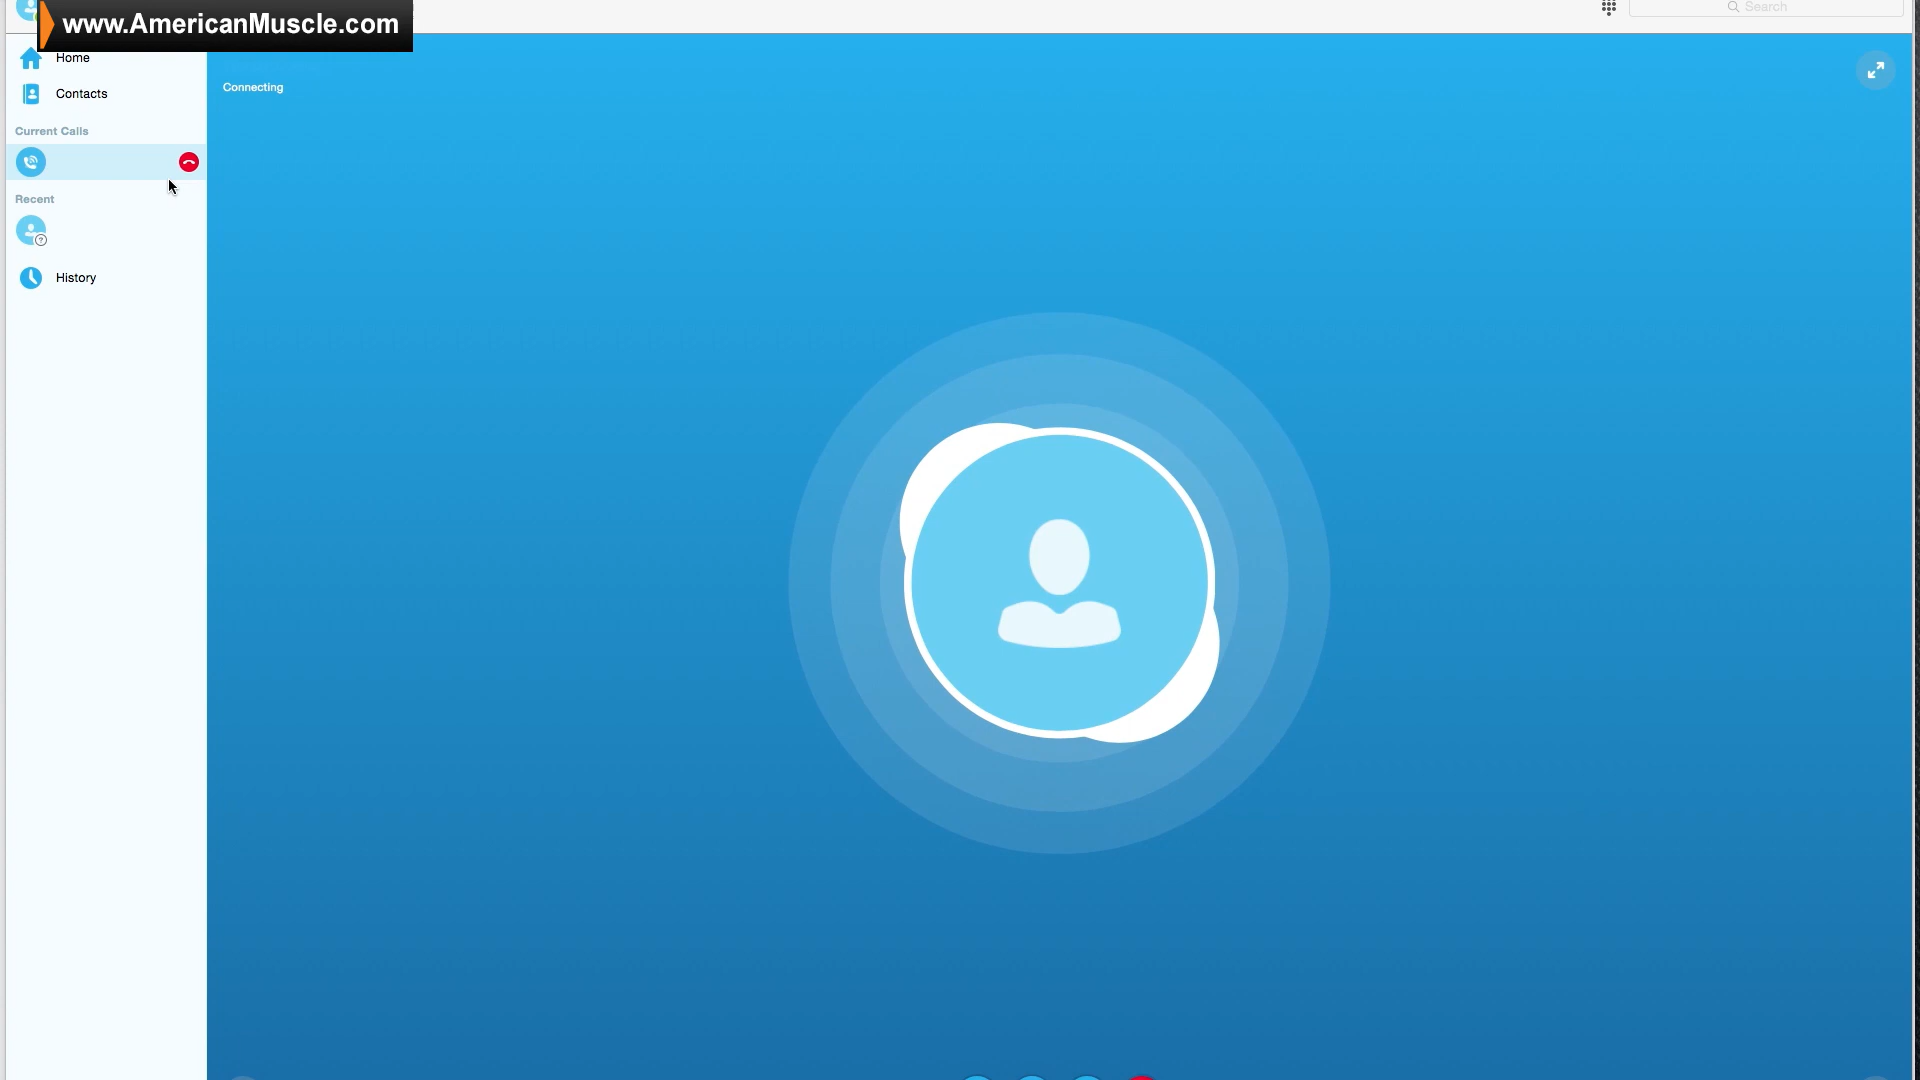 www.AmericanMuscle.com
Search
Home
Connecting
Contacts
Current Calls
Recent
History